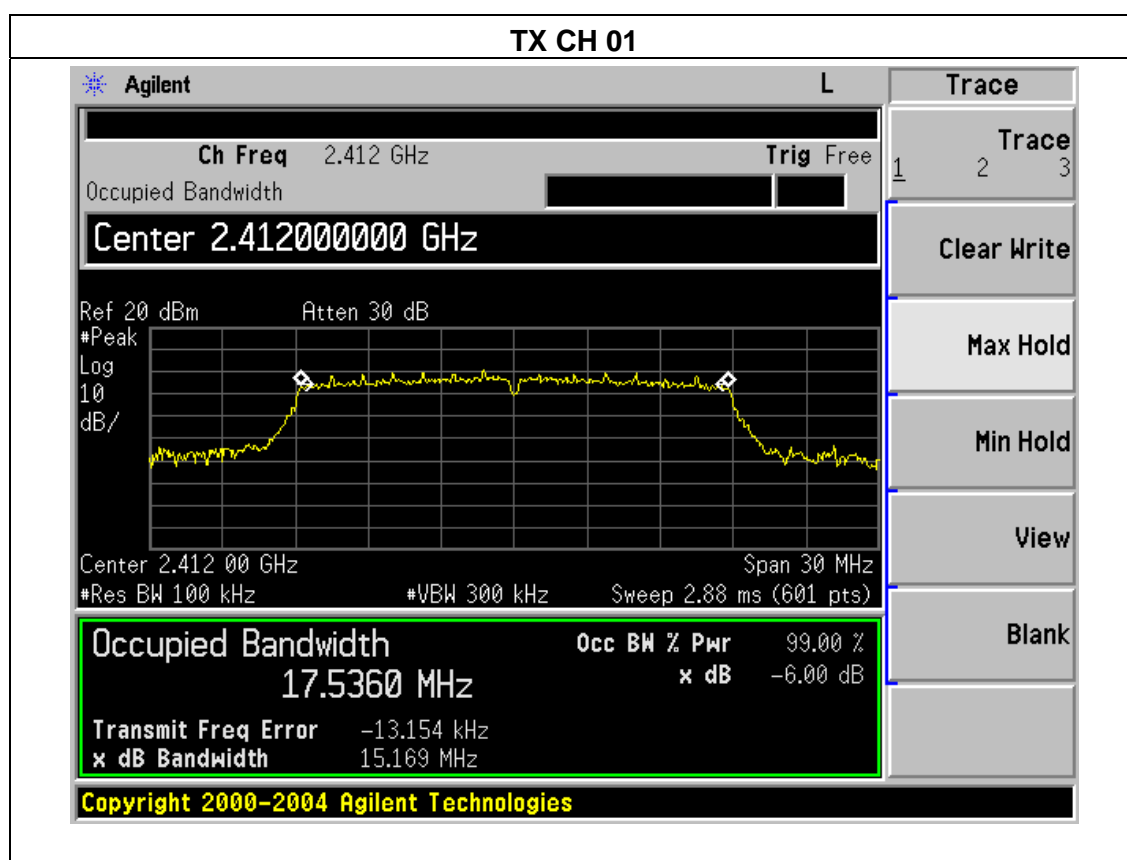 TX CH 01
Agilent L Trace
Ch Freq 2.412 GHz Trig Free
Occupied Bandwidth
Trace
1 2 3
Center 2.412000000 GHz
Clear Write
Ref 20 dBm Atten 30 dB
#Peak
Log
10
dB/
Max Hold
Min Hold
View
Center 2.412 00 GHz Span 30 MHz
#Res BW 100 kHz #VBW 300 kHz Sweep 2.88 ms (601 pts)
Blank
Occupied Bandwidth Occ BW % Pwr 99.00 %
17.5360 MHz x dB -6.00 dB
Transmit Freq Error -13.154 kHz
x dB Bandwidth 15.169 MHz
Copyright 2000-2004 Agilent Technologies